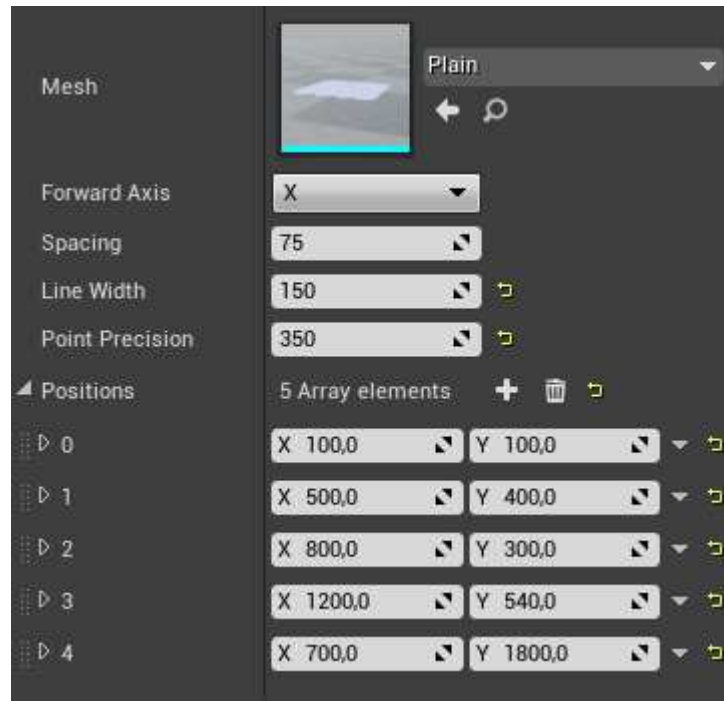 Mesh
Plain
Forward Axis X
Spacing 75
Line Width 150
Point Precision 350
Positions 5 Array elements
0 X 100,0 Y 100,0
1 X 500,0 Y 400,0
2 X 800,0 Y 300,0
3 X 1200,0 Y 540,0
4 X 700,0 Y 1800,0